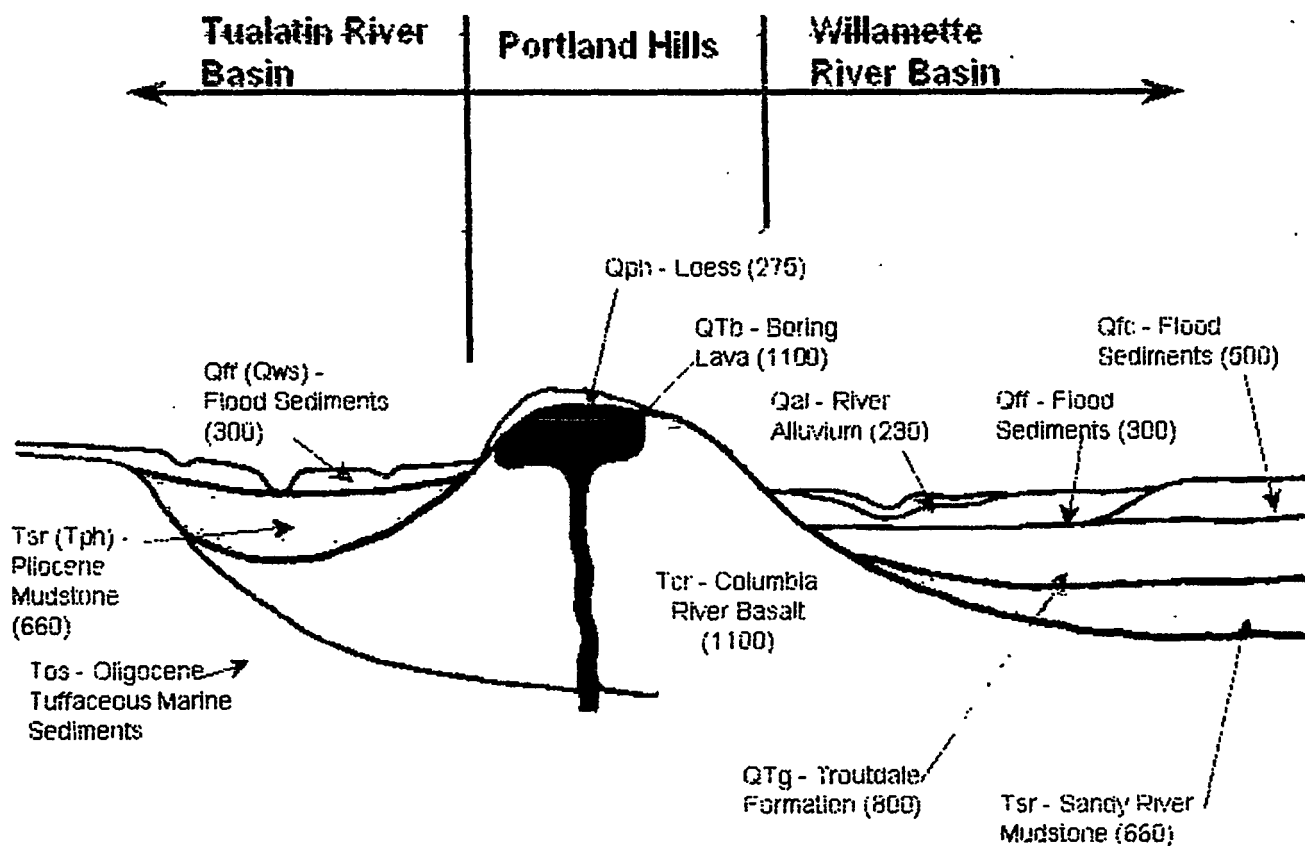 Tualatin River
Basin
Portland Hills
Willamette
River Basin
Qph - Loess (275)
QTb - Boring
Lava (1100)
Qfc - Flood
Sediments (500)
Qff (Qws) -
Flood Sediments
(300)
Qal - River
Alluvium (230)
Qff - Flood
Sediments (300)
Tsr (Tph) -
Pliocene
Mudstone
(660)
Tcr - Columbia
River Basalt
(1100)
Tos - Oligocene
Tuffaceous Marine
Sediments
QTg - Troutdale
Formation (800)
Tsr - Sandy River
Mudstone (660)